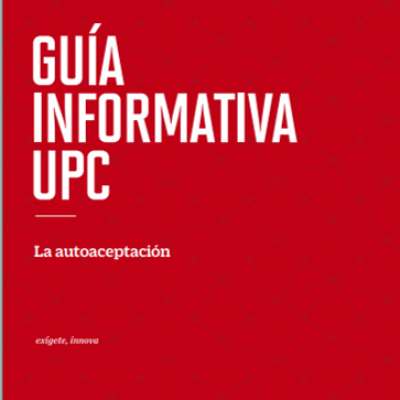 GUÍA
INFORMATIVA
UPC
La autoaceptación
exígete, innova